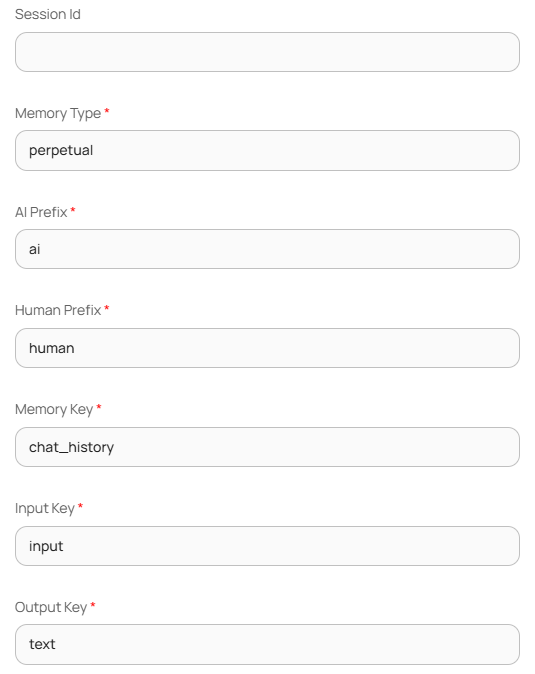 Session Id
Memory Type *
perpetual
AI Prefix *
ai
Human Prefix *
human
Memory Key *
chat_history
Input Key *
input
Output Key *
text